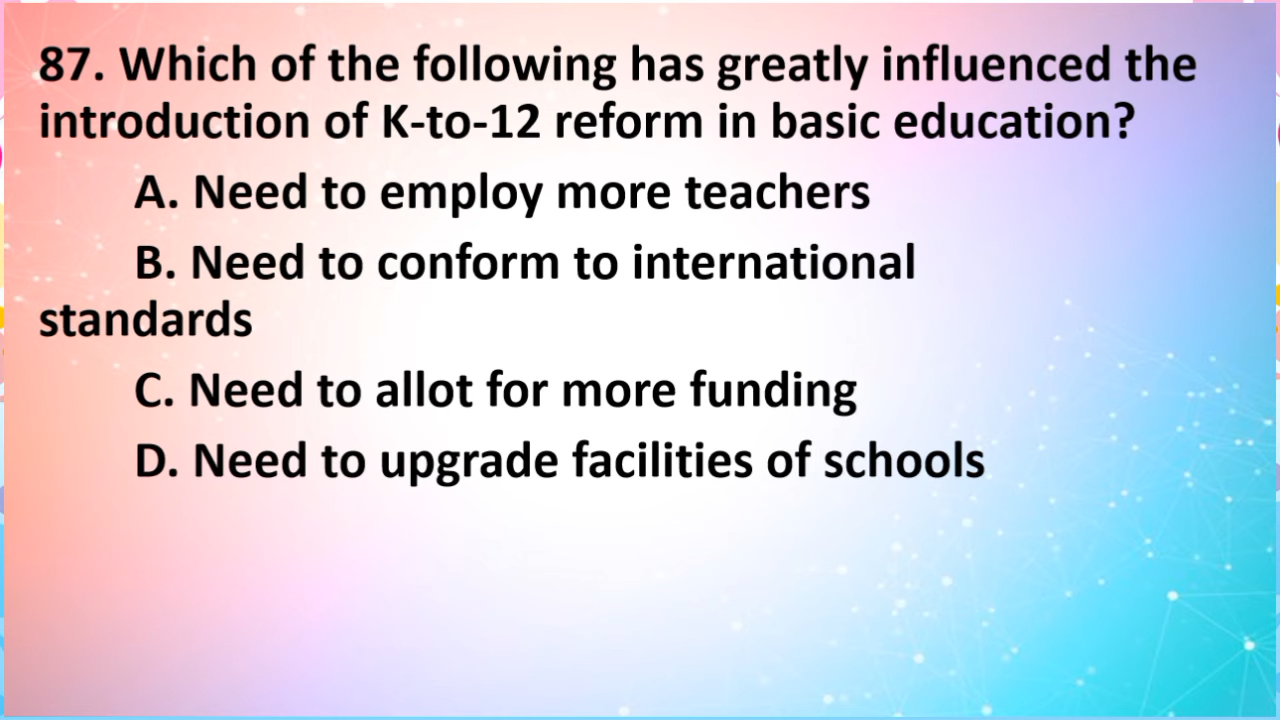 87. Which of the following has greatly influenced the
introduction of K-to-12 reform in basic education?
A. Need to employ more teachers
B. Need to conform to international
standards
C. Need to allot for more funding
D. Need to upgrade facilities of schools